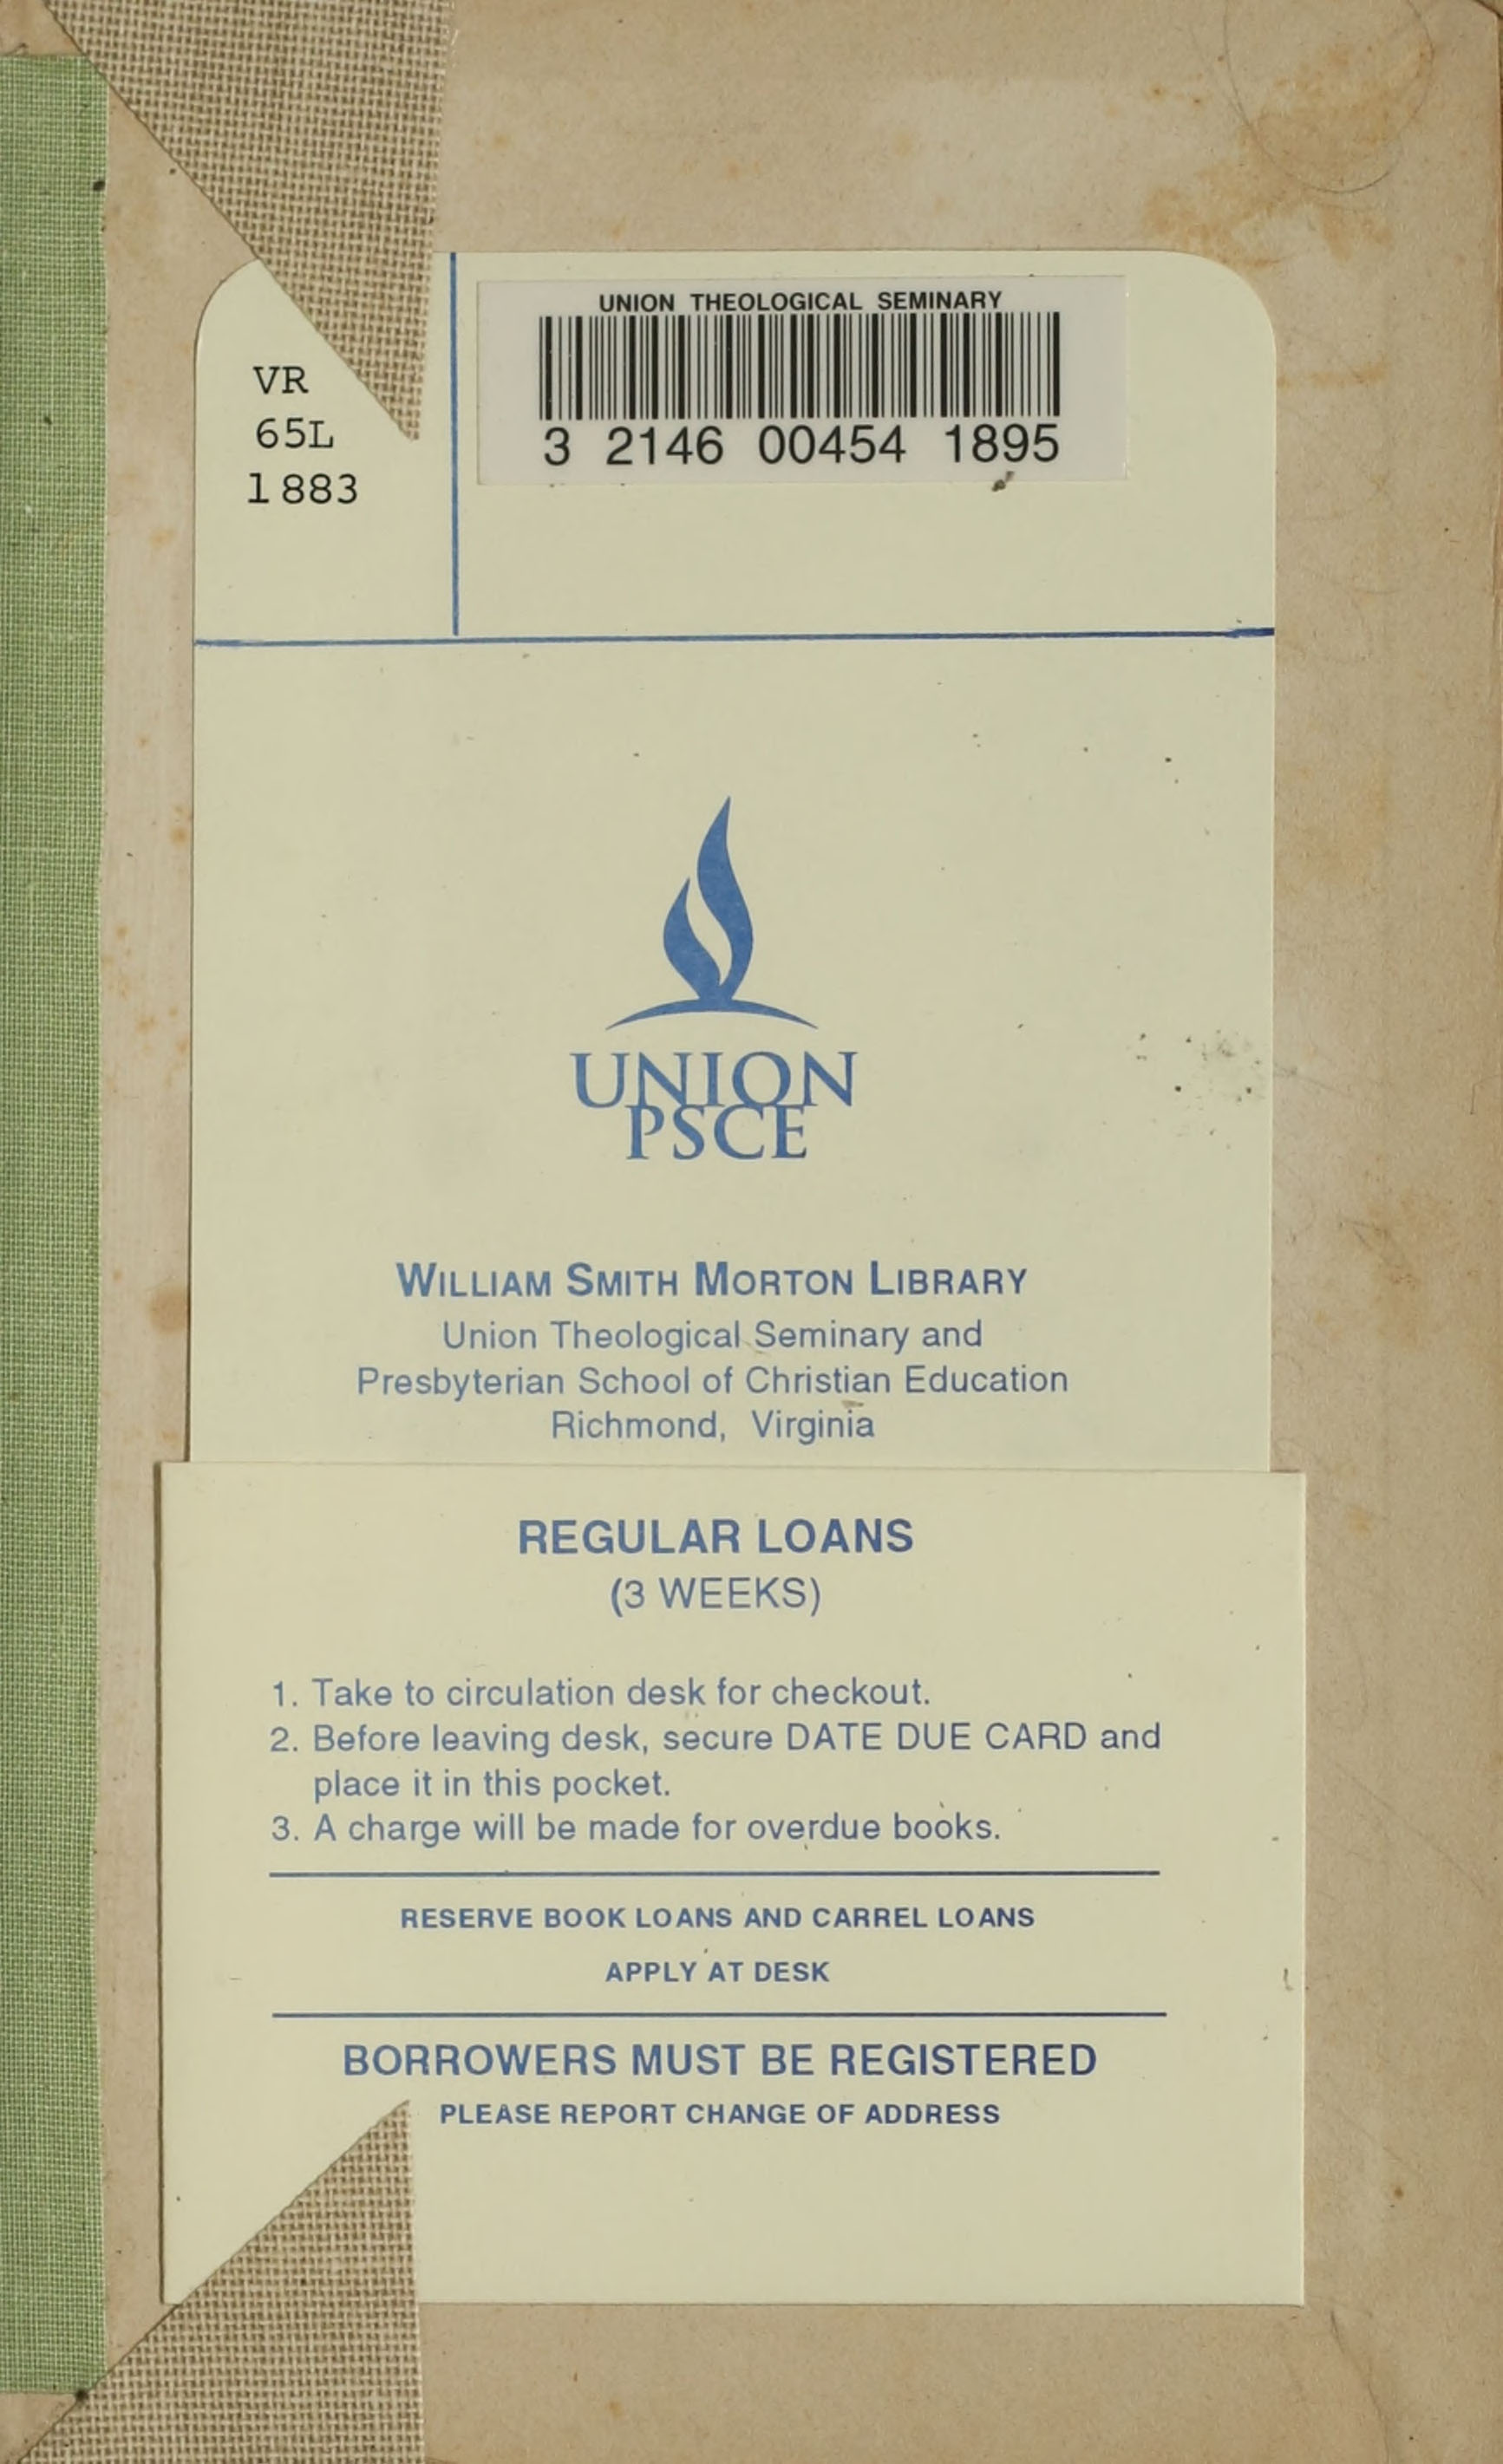 UNION THEOLOGICAL SEMINARY
3 2146 00454 1895
VR
65L
1883
UNION
PSCE
WILLIAM SMITH MORTON LIBRARY
Union Theological Seminary and
Presbyterian School of Christian Education
Richmond, Virginia
REGULAR LOANS
(3 WEEKS)
1. Take to circulation desk for checkout.
2. Before leaving desk, secure DATE DUE CARD and
place it in this pocket.
3. A charge will be made for overdue books.
RESERVE BOOK LOANS AND CARREL LOANS
APPLY AT DESK
BORROWERS MUST BE REGISTERED
PLEASE REPORT CHANGE OF ADDRESS